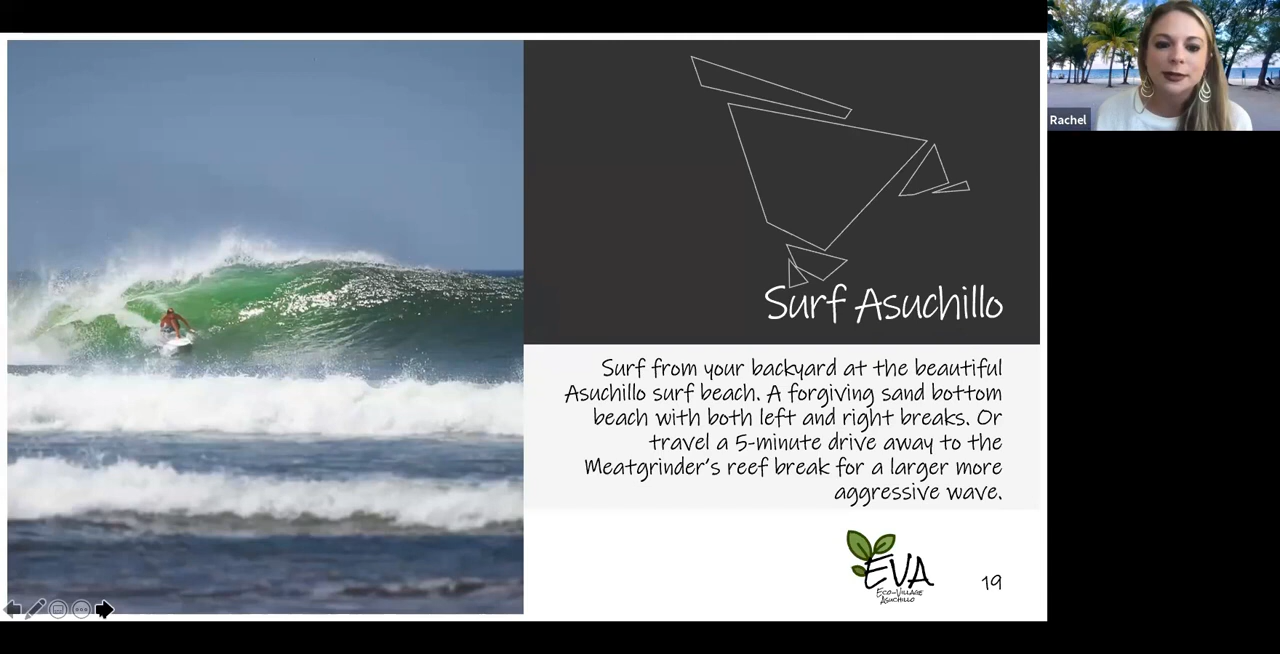 Rachel
Surf Asuchillo
Surf from your backyard at the beautiful
Asuchillo surf beach. A forgiving sand bottom
beach with both left and right breaks. Or
travel a 5-minute drive away to the
Meatgrinder's reef break for a larger more
aggressive wave.
EVA
Eco-Village
Asuchillo
19